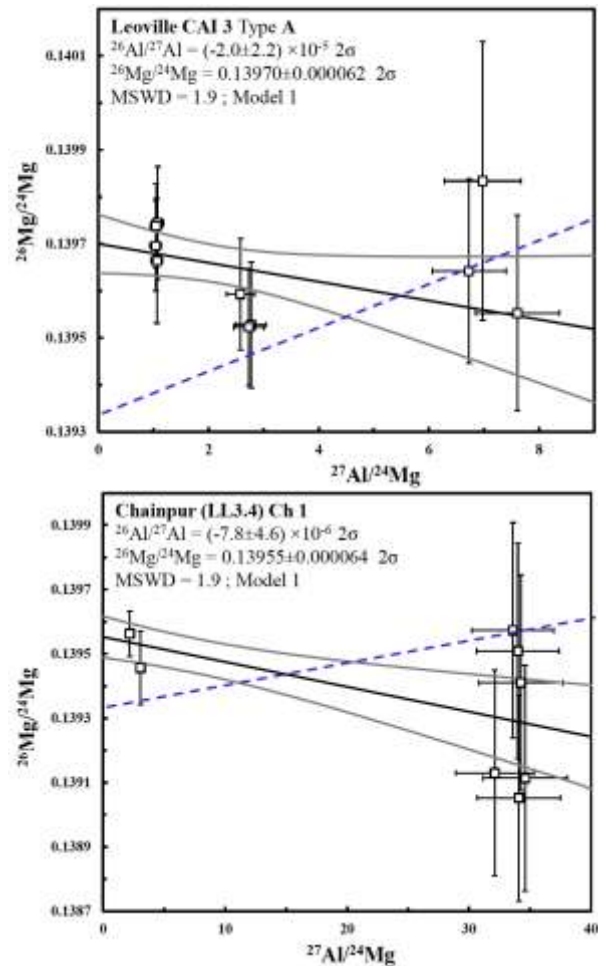 Leoville CAI 3 Type A
²⁶Al/²⁷Al = (-2.0±2.2) ×10⁻⁵ 2σ
²⁶Mg/²⁴Mg = 0.13970±0.000062 2σ
MSWD = 1.9 ; Model 1
0.1401
0.1399
0.1397
0.1395
0.1393
²⁶Mg/²⁴Mg
0 2 4 6 8
²⁷Al/²⁴Mg
Chainpur (LL3.4) Ch 1
²⁶Al/²⁷Al = (-7.8±4.6) ×10⁻⁶ 2σ
²⁶Mg/²⁴Mg = 0.13955±0.000064 2σ
MSWD = 1.9 ; Model 1
0.1399
0.1397
0.1395
0.1393
0.1391
0.1389
0.1387
²⁶Mg/²⁴Mg
0 10 20 30 40
²⁷Al/²⁴Mg